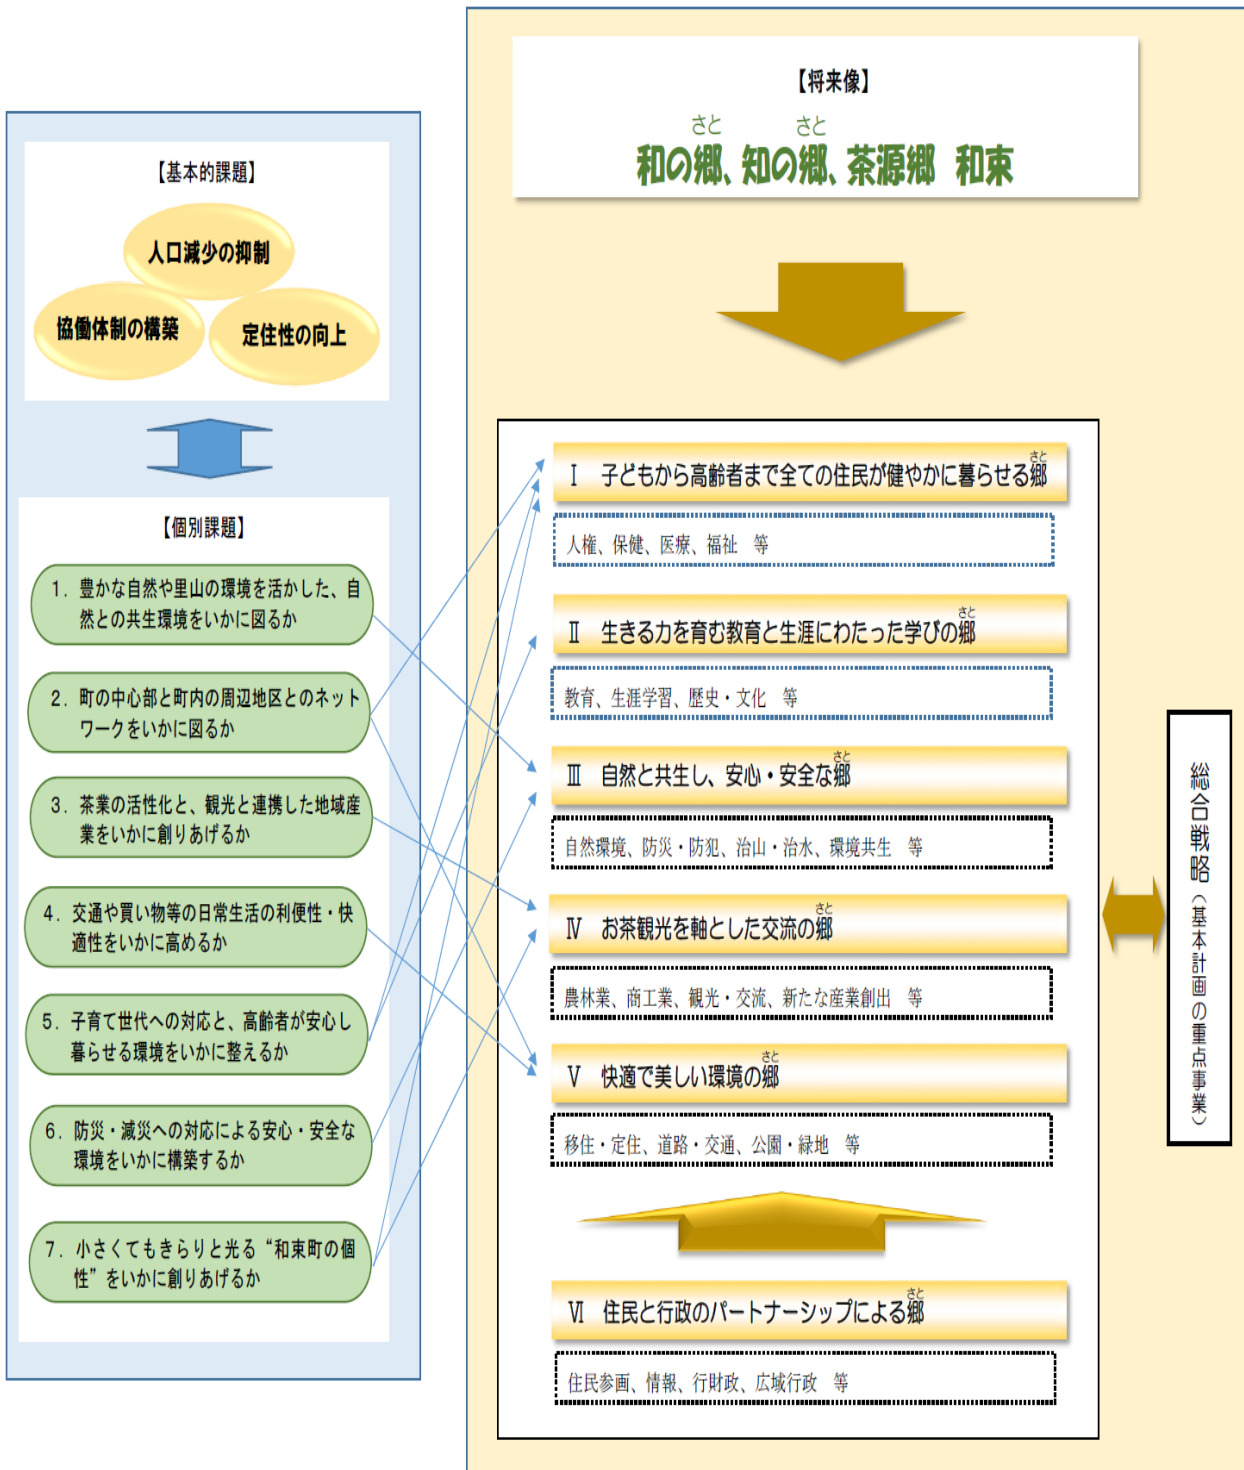 【基本的課題】
人口減少の抑制
協働体制の構築
定住性の向上
【個別課題】
1．豊かな自然や里山の環境を活かした、自
然との共生環境をいかに図るか
2．町の中心部と町内の周辺地区とのネット
ワークをいかに図るか
3．茶業の活性化と、観光と連携した地域産
業をいかに創りあげるか
4．交通や買い物等の日常生活の利便性・快
適性をいかに高めるか
5．子育て世代への対応と、高齢者が安心し
暮らせる環境をいかに整えるか
6．防災・減災への対応による安心・安全な
環境をいかに構築するか
7．小さくてもきらりと光る“和束町の個
性”をいかに創りあげるか
【将来像】
さと　さと
和の郷、知の郷、茶源郷　和束
さと
Ⅰ　子どもから高齢者まで全ての住民が健やかに暮らせる郷
人権、保健、医療、福祉　等
さと
Ⅱ　生きる力を育む教育と生涯にわたった学びの郷
教育、生涯学習、歴史・文化　等
さと
Ⅲ　自然と共生し、安心・安全な郷
自然環境、防災・防犯、治山・治水、環境共生　等
さと
Ⅳ　お茶観光を軸とした交流の郷
農林業、商工業、観光・交流、新たな産業創出　等
さと
Ⅴ　快適で美しい環境の郷
移住・定住、道路・交通、公園・緑地　等
さと
Ⅵ　住民と行政のパートナーシップによる郷
住民参画、情報、行財政、広域行政　等
総合戦略（基本計画の重点事業）